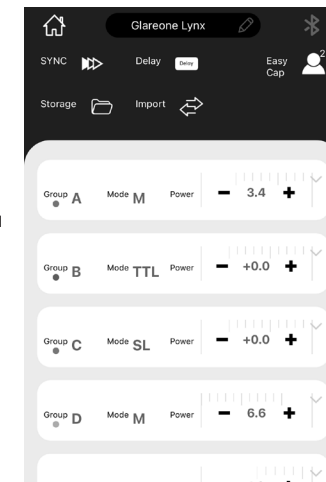 Glareone Lynx
SYNC Delay Delay Easy Cap 2
Storage Import
Group A Mode M Power − 3.4 +
Group B Mode TTL Power − +0.0 +
Group C Mode SL Power − +0.0 +
Group D Mode M Power − 6.6 +